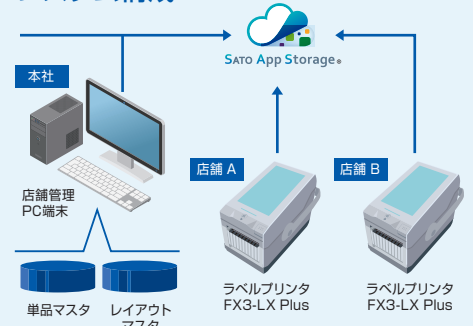 SATO App Storage®
本社
店舗 A
店舗 B
店舗管理
PC端末
ラベルプリンタ
FX3-LX Plus
ラベルプリンタ
FX3-LX Plus
単品マスタ
レイアウト
マスタ